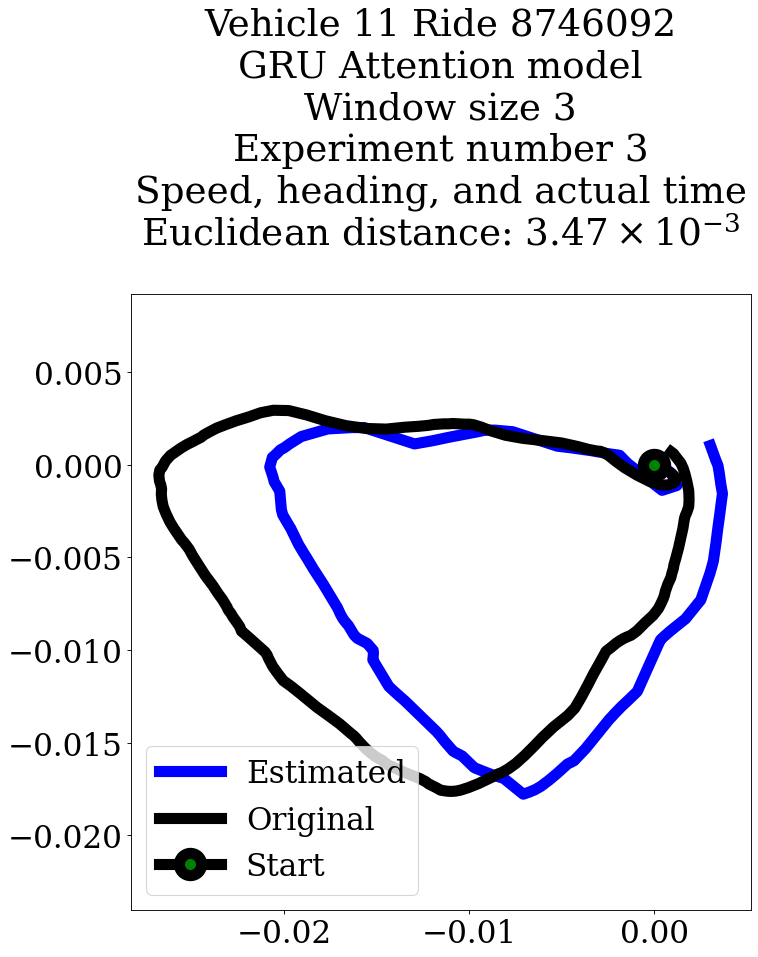 Vehicle 11 Ride 8746092
GRU Attention model
Window size 3
Experiment number 3
Speed, heading, and actual time
Euclidean distance: 3.47 × 10⁻³
0.005
0.000
−0.005
−0.010
−0.015
−0.020
Estimated
Original
Start
−0.02 −0.01 0.00